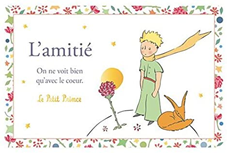 L'amitié
On ne voit bien
qu'avec le coeur.
Le Petit Prince